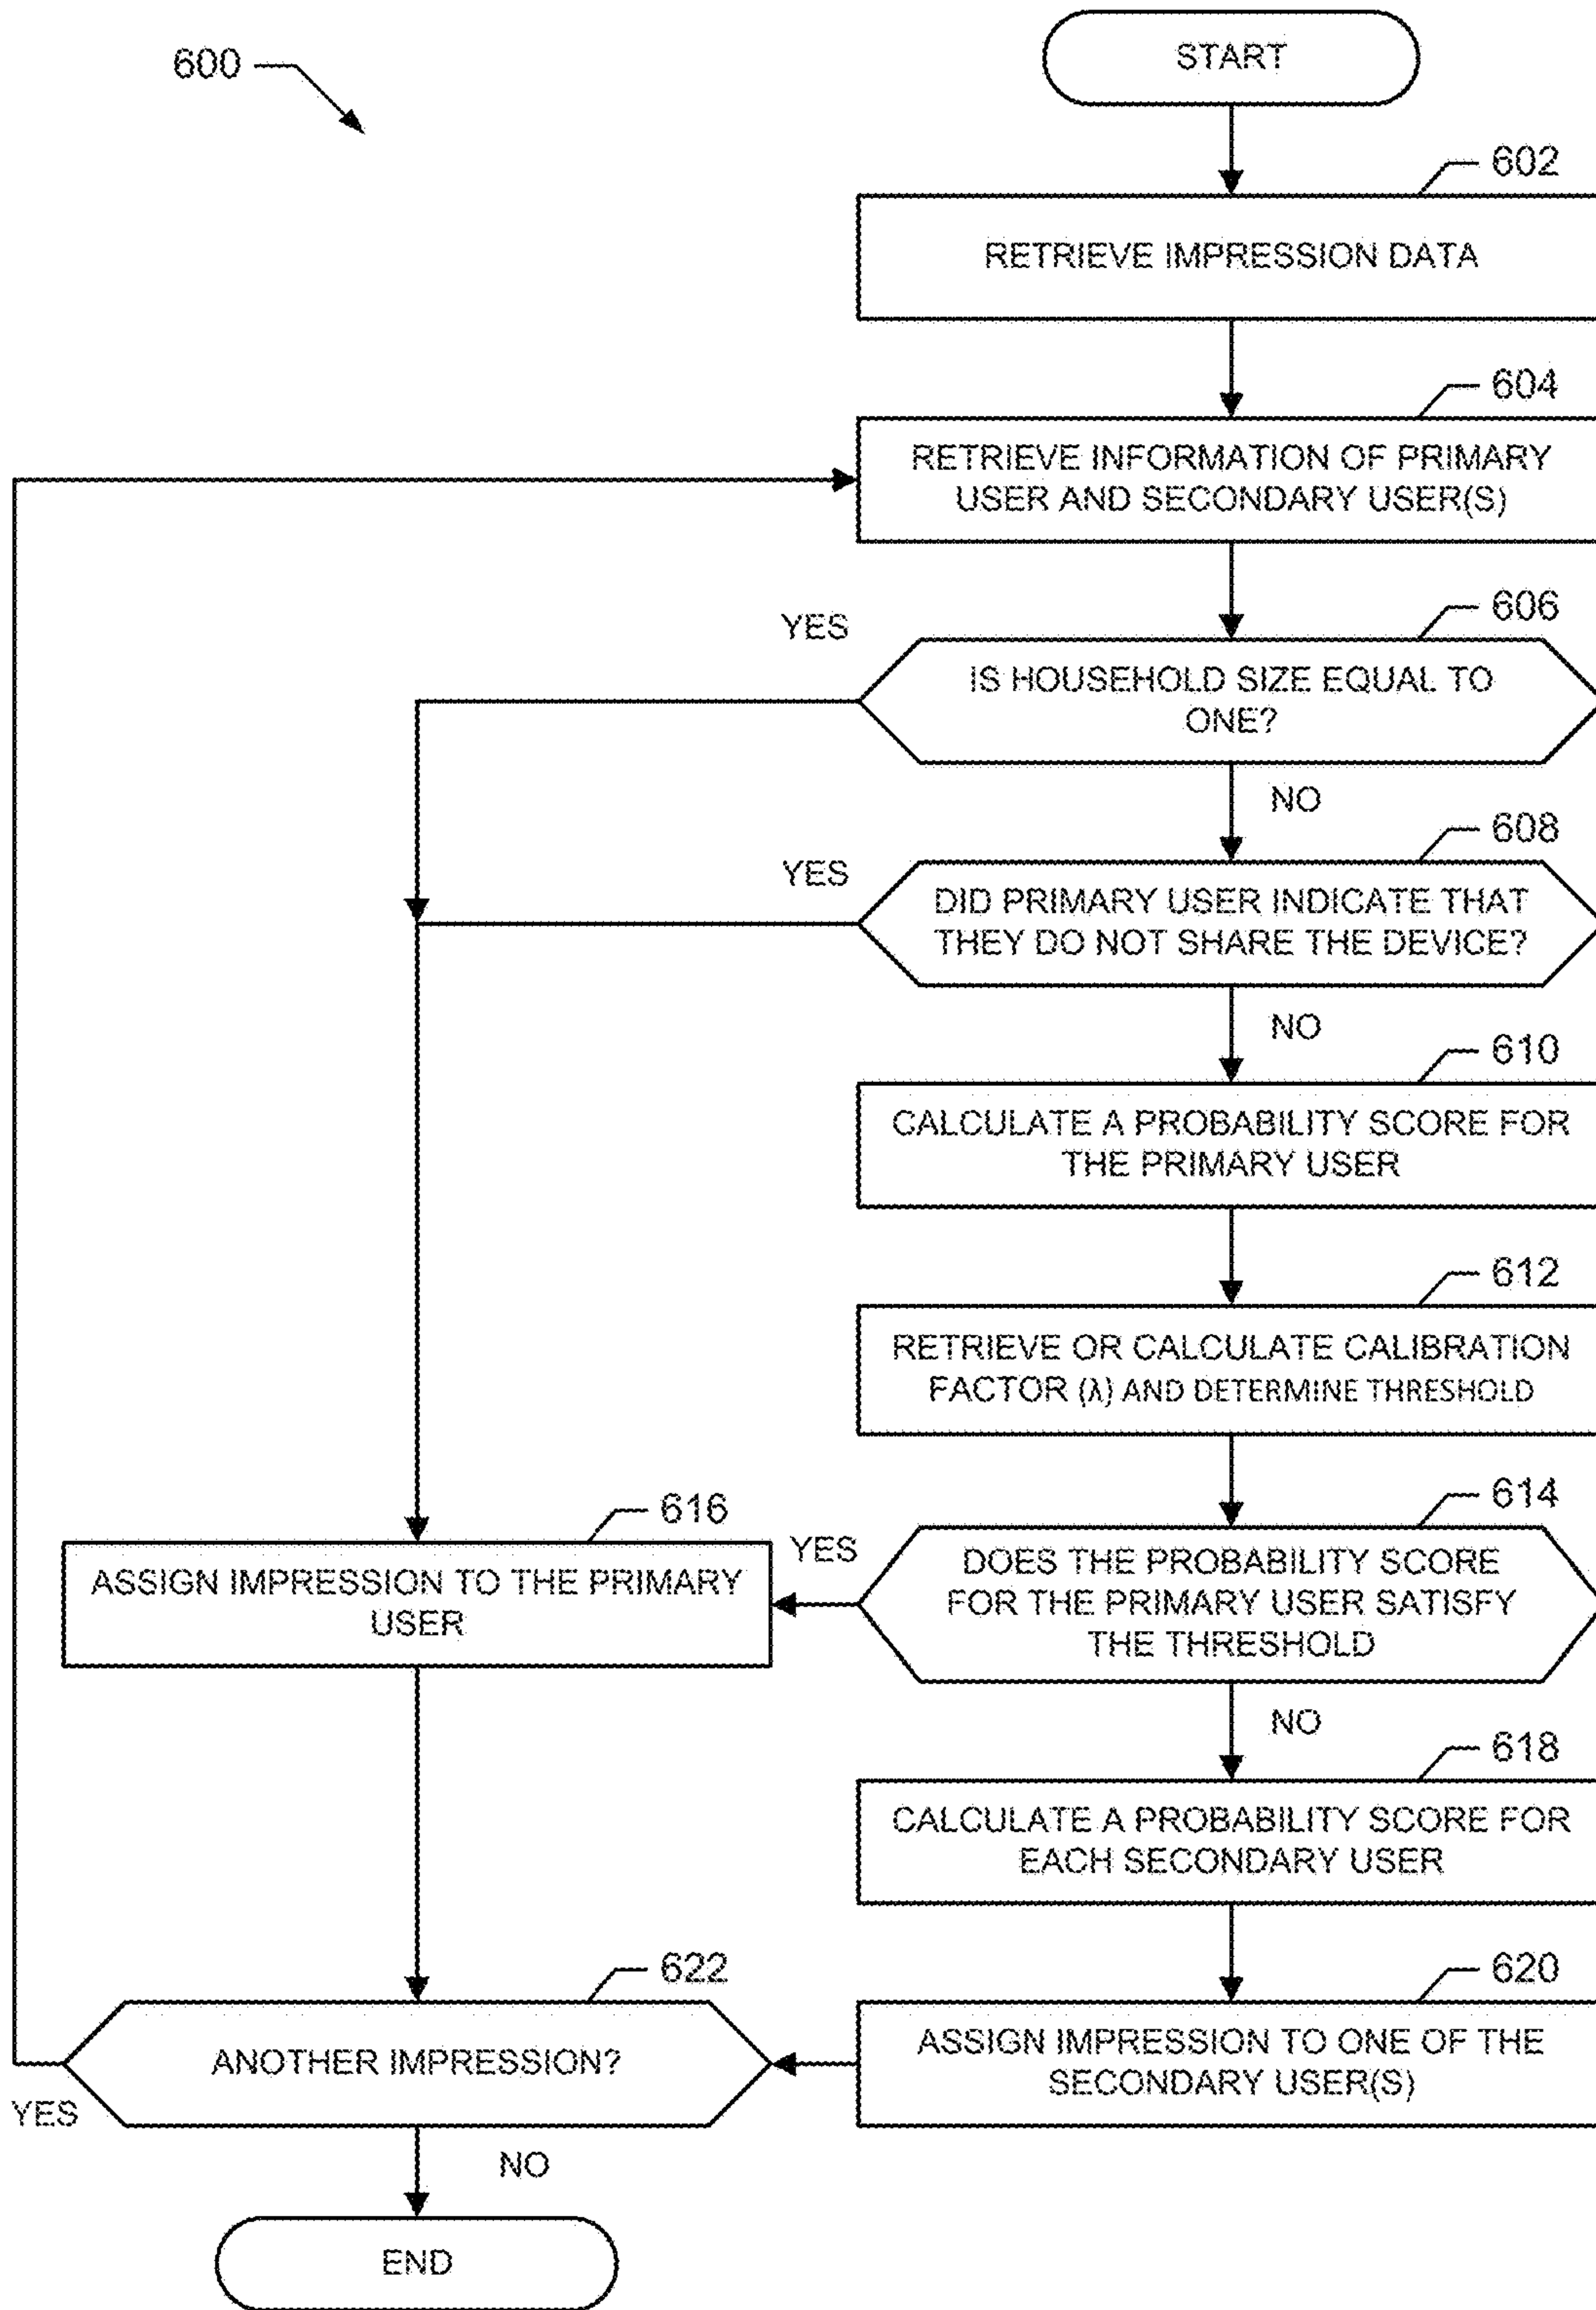 600
START
602
RETRIEVE IMPRESSION DATA
604
RETRIEVE INFORMATION OF PRIMARY
USER AND SECONDARY USER(S)
606
YES
IS HOUSEHOLD SIZE EQUAL TO
ONE?
NO
608
YES
DID PRIMARY USER INDICATE THAT
THEY DO NOT SHARE THE DEVICE?
NO
610
CALCULATE A PROBABILITY SCORE FOR
THE PRIMARY USER
612
RETRIEVE OR CALCULATE CALIBRATION
FACTOR (λ) AND DETERMINE THRESHOLD
614
YES
DOES THE PROBABILITY SCORE
FOR THE PRIMARY USER SATISFY
THE THRESHOLD
616
ASSIGN IMPRESSION TO THE PRIMARY
USER
NO
618
CALCULATE A PROBABILITY SCORE FOR
EACH SECONDARY USER
620
ASSIGN IMPRESSION TO ONE OF THE
SECONDARY USER(S)
622
ANOTHER IMPRESSION?
YES
NO
END